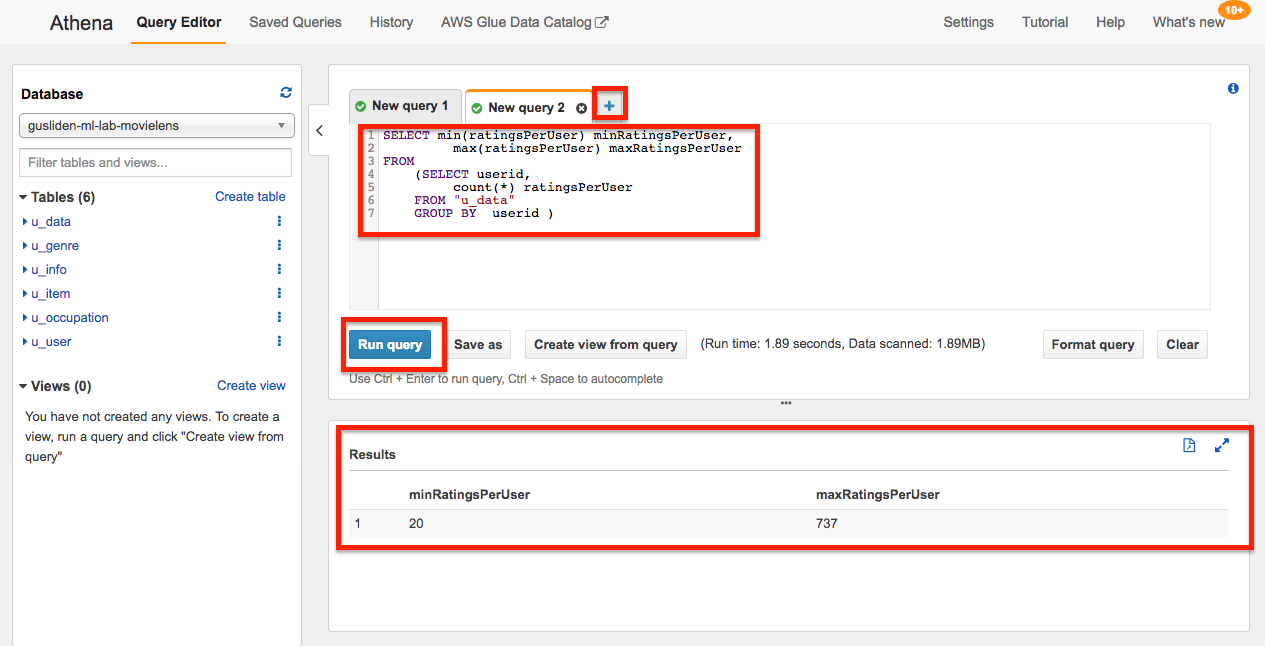 Athena Query Editor Saved Queries History AWS Glue Data Catalog Settings Tutorial Help What's new 10+
Database
gusliden-ml-lab-movielens
Filter tables and views...
Tables (6) Create table
u_data
u_genre
u_info
u_item
u_occupation
u_user
Views (0) Create view
You have not created any views. To create a
view, run a query and click "Create view from
query"
New query 1 New query 2
1 SELECT min(ratingsPerUser) minRatingsPerUser,
2 max(ratingsPerUser) maxRatingsPerUser
3 FROM
4 (SELECT userid,
5 count(*) ratingsPerUser
6 FROM "u_data"
7 GROUP BY userid )
Run query Save as Create view from query (Run time: 1.89 seconds, Data scanned: 1.89MB) Format query Clear
Use Ctrl + Enter to run query, Ctrl + Space to autocomplete
Results
minRatingsPerUser maxRatingsPerUser
1 20 737